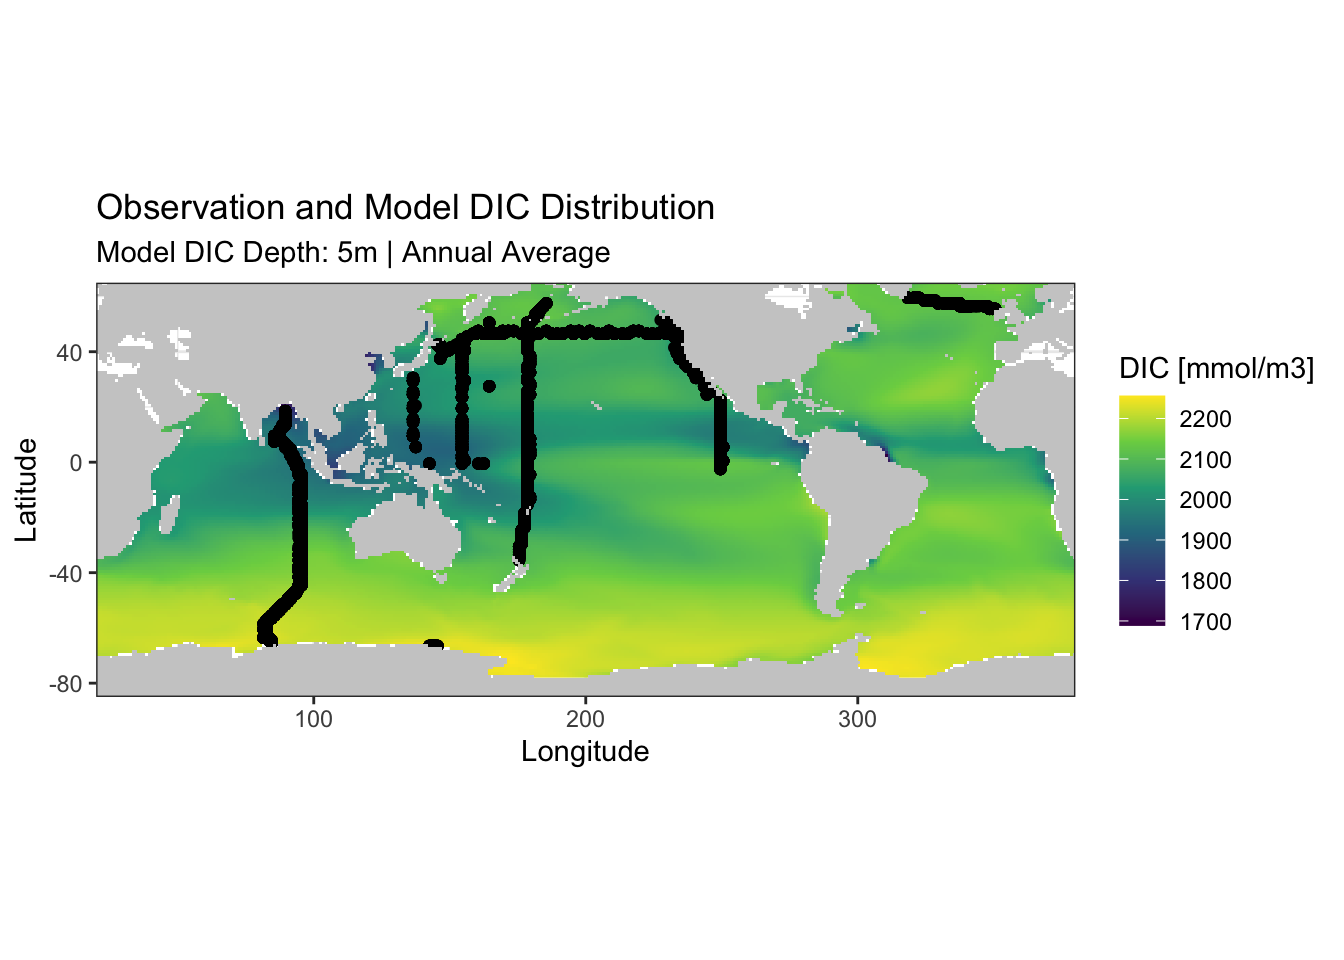 Observation and Model DIC Distribution
Model DIC Depth: 5m | Annual Average
DIC [mmol/m3]
2200
2100
2000
1900
1800
1700
40
0
-40
-80
Latitude
100
200
300
Longitude